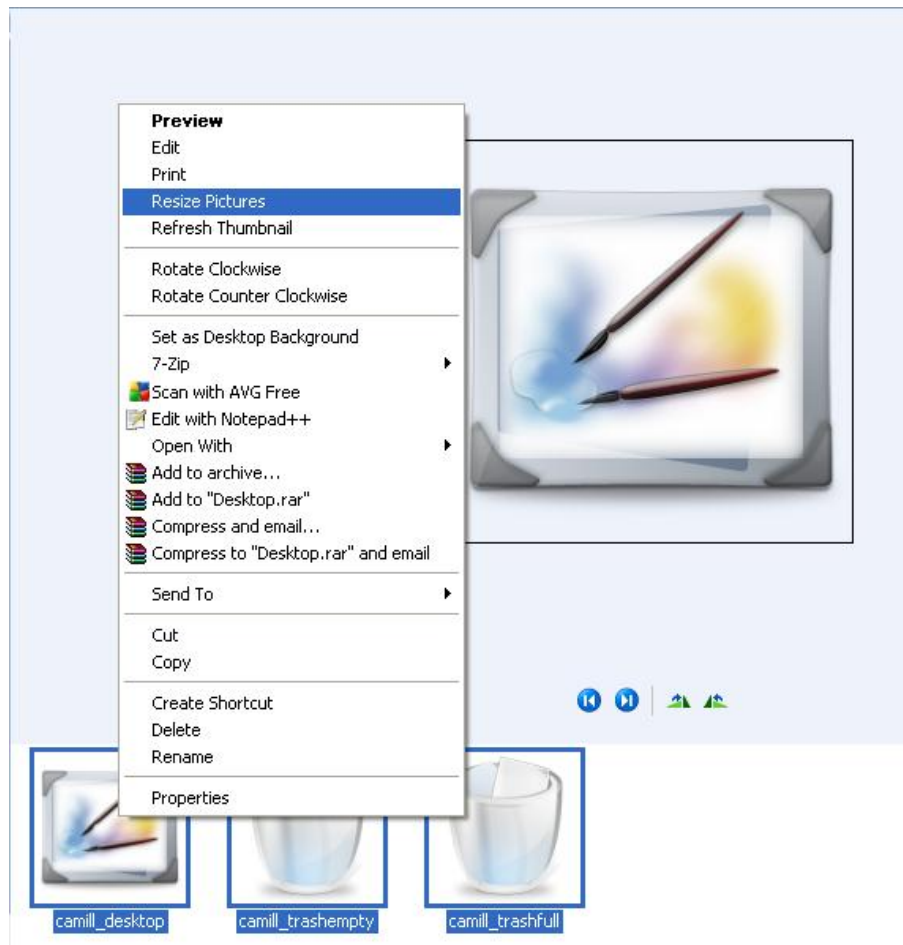 Preview
Edit
Print
Resize Pictures
Refresh Thumbnail
Rotate Clockwise
Rotate Counter Clockwise
Set as Desktop Background
7-Zip
Scan with AVG Free
Edit with Notepad++
Open With
Add to archive...
Add to "Desktop.rar"
Compress and email...
Compress to "Desktop.rar" and email
Send To
Cut
Copy
Create Shortcut
Delete
Rename
Properties
camill_desktop camill_trashempty camill_trashfull